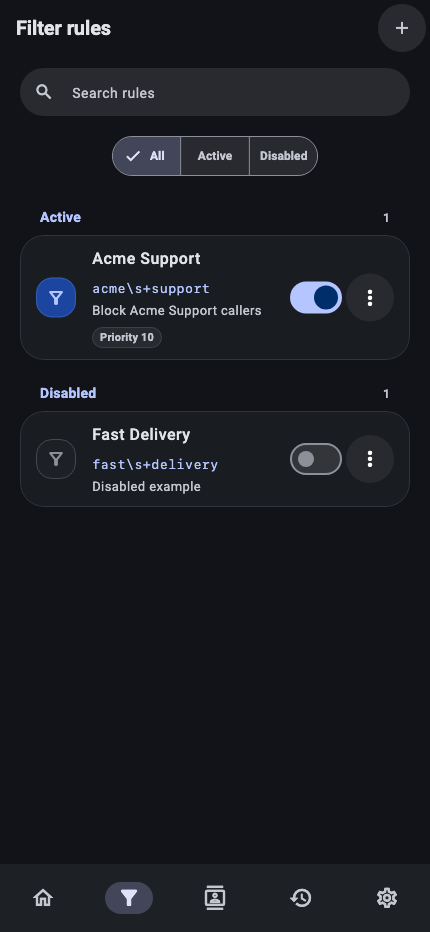 Filter rules
Search rules
All
Active
Disabled
Active
1
Acme Support
acme\s+support
Block Acme Support callers
Priority 10
Disabled
1
Fast Delivery
fast\s+delivery
Disabled example